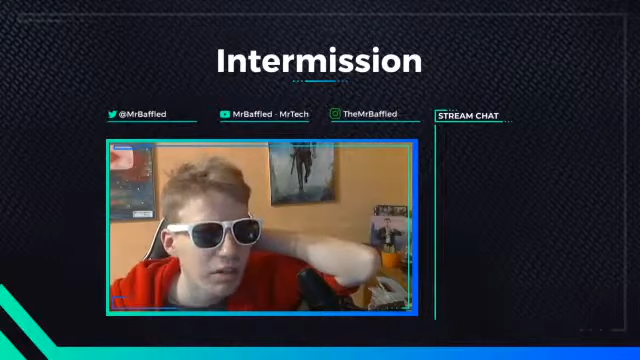 Intermission
@MrBaffled
MrBaffled - MrTech
TheMrBaffled
STREAM CHAT